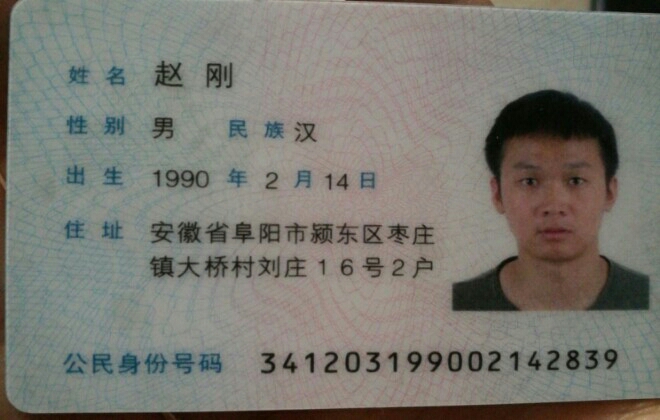 姓名 赵刚
性别 男 民族 汉
出生 1990 年 2 月 14 日
住址 安徽省阜阳市颍东区枣庄
镇大桥村刘庄16号2户
公民身份号码 341203199002142839